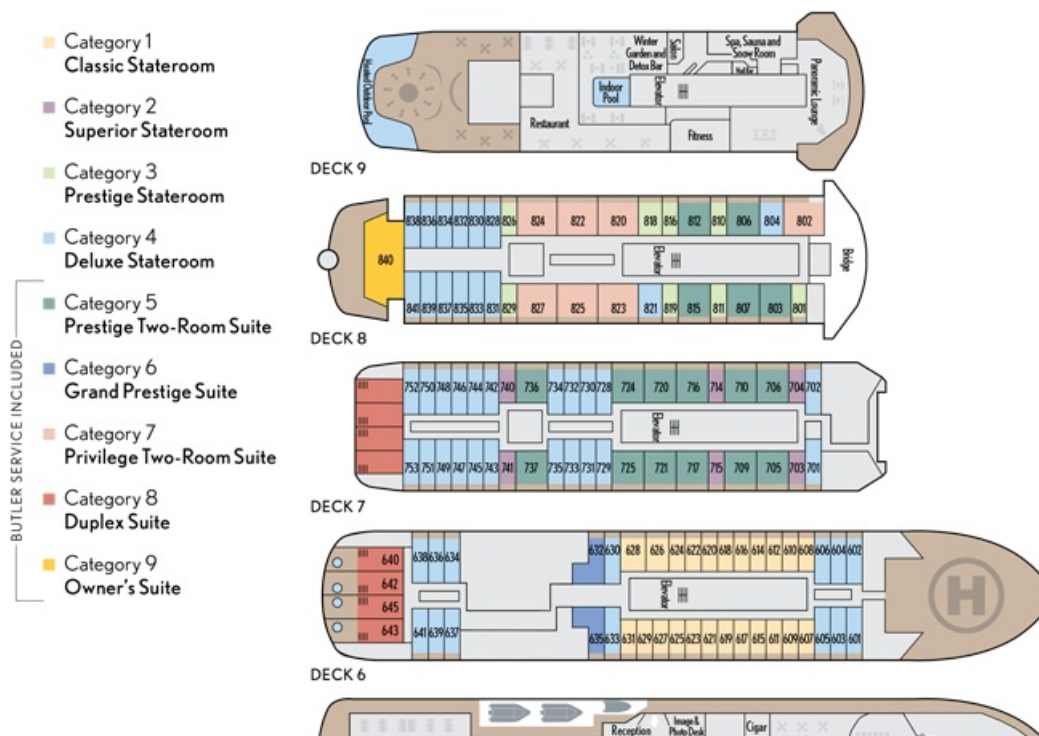 Category 1
Classic Stateroom
Category 2
Superior Stateroom
Category 3
Prestige Stateroom
Category 4
Deluxe Stateroom
BUTLER SERVICE INCLUDED
Category 5
Prestige Two-Room Suite
Category 6
Grand Prestige Suite
Category 7
Privilege Two-Room Suite
Category 8
Duplex Suite
Category 9
Owner's Suite
Heated Outdoor Pool
Restaurant
Winter
Garden and
Detox Bar
Indoor
Pool
Elevator
Salon
Spa, Sauna and
Snow Room
Fitness
Panoramic Lounge
DECK 9
838 836 834 832 830 828 826 824 822 820 818 816 812 810 806 804 802
840
Elevator
Bridge
841 839 837 835 833 831 829 827 825 823 821 819 815 811 807 803 801
DECK 8
752 750 748 746 744 742 740 736 734 732 730 728 724 720 716 714 710 706 704 702
Elevator
753 751 749 747 745 743 741 737 735 733 731 729 725 721 717 715 709 705 703 701
DECK 7
640
642
645
643
638 636 634 632 630 628 626 624 622 620 618 616 614 612 610 608 606 604 602
Elevator
H
641 639 637 635 633 631 629 627 625 623 621 619 617 615 611 609 607 605 603 601
DECK 6
Reception
Image &
Photo Desk
Cigar